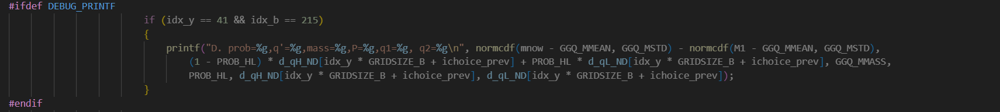 #ifdef DEBUG_PRINTF
if (idx_y == 41 && idx_b == 215)
{
printf("D. prob=%g,q'=%g,mass=%g,P=%g,q1=%g, q2=%g\n", normcdf(mnow - GGQ_MMEAN, GGQ_MSTD) - normcdf(M1 - GGQ_MMEAN, GGQ_MSTD),
(1 - PROB_HL) * d_qH_ND[idx_y * GRIDSIZE_B + ichoice_prev] + PROB_HL * d_qL_ND[idx_y * GRIDSIZE_B + ichoice_prev], GGQ_MMASS,
PROB_HL, d_qH_ND[idx_y * GRIDSIZE_B + ichoice_prev], d_qL_ND[idx_y * GRIDSIZE_B + ichoice_prev]);
}
#endif